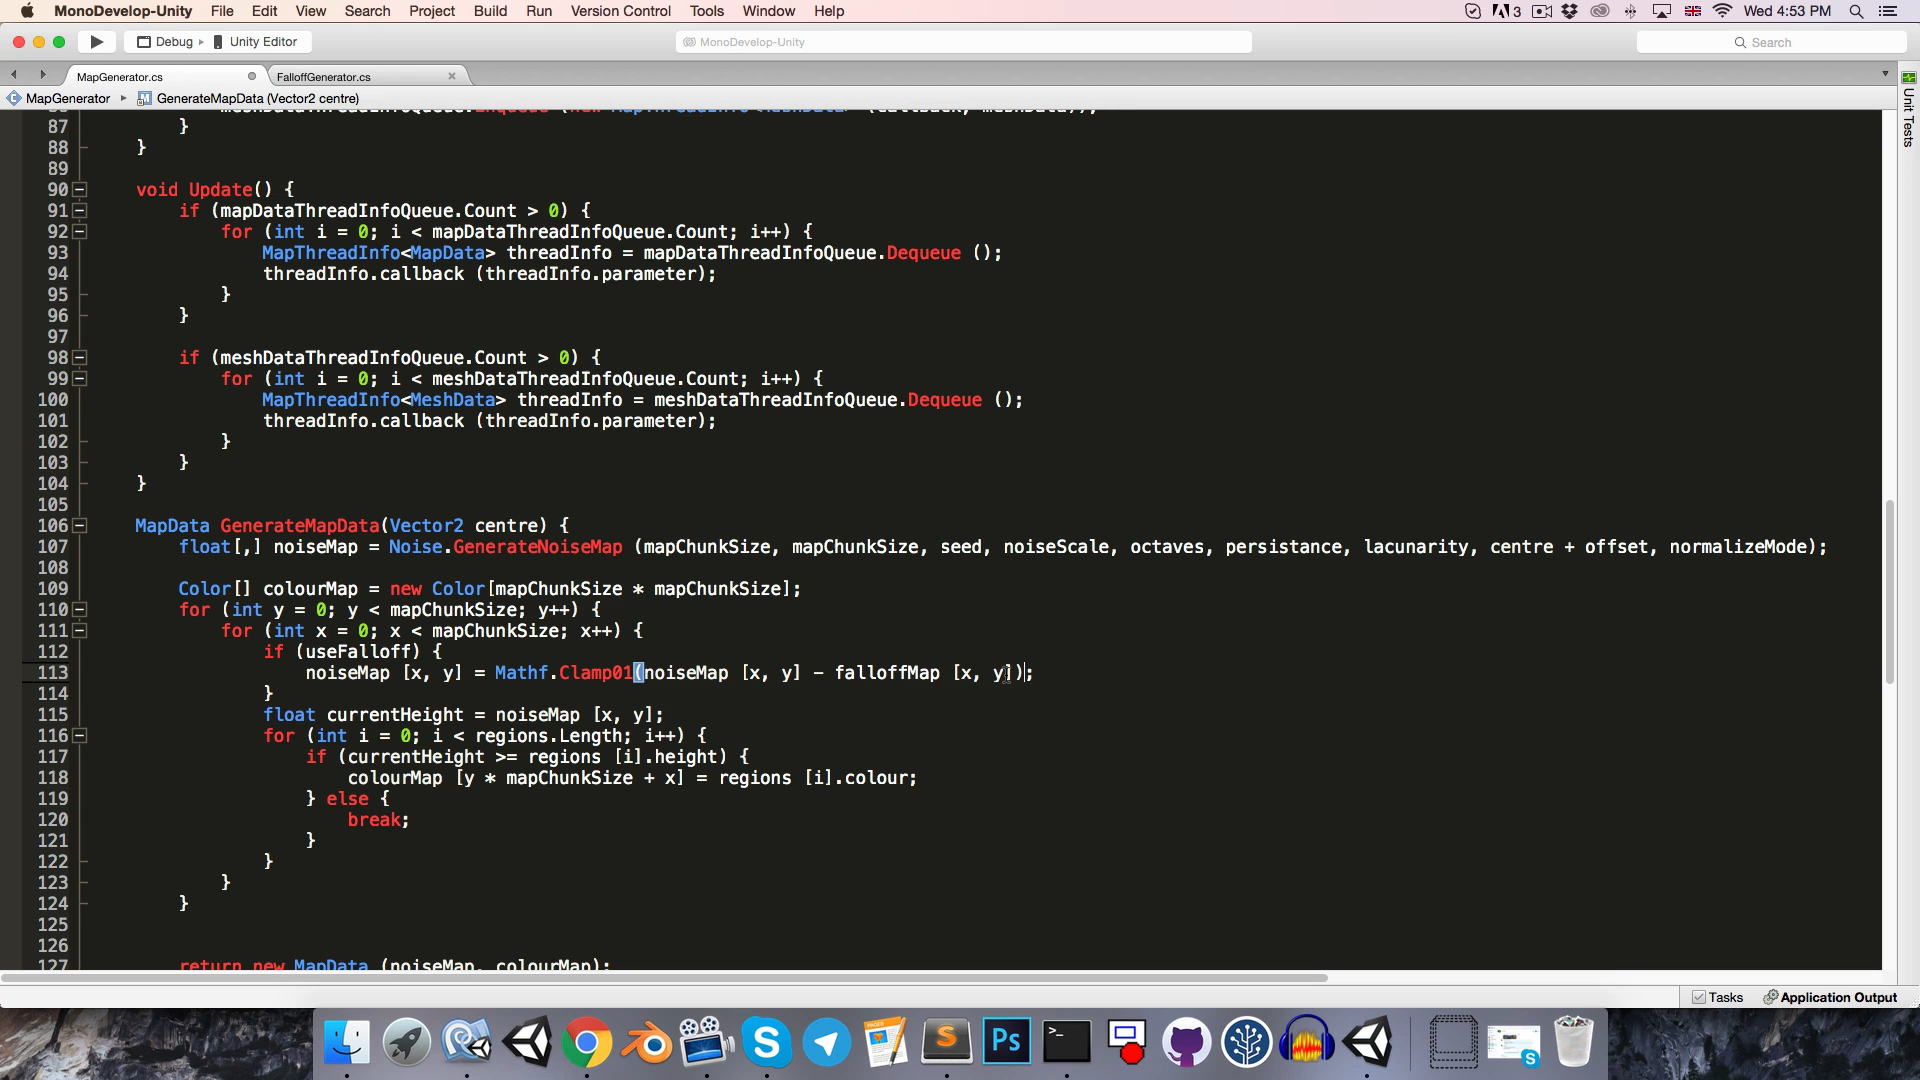 MonoDevelop-Unity File Edit View Search Project Build Run Version Control Tools Window Help
3 Wed 4:53 PM
Debug Unity Editor
MonoDevelop-Unity
Search
MapGenerator.cs
FalloffGenerator.cs
MapGenerator GenerateMapData (Vector2 centre)
Unit Tests
87 }
88 }
89
90 void Update() {
91 if (mapDataThreadInfoQueue.Count > 0) {
92 for (int i = 0; i < mapDataThreadInfoQueue.Count; i++) {
93 MapThreadInfo<MapData> threadInfo = mapDataThreadInfoQueue.Dequeue ();
94 threadInfo.callback (threadInfo.parameter);
95 }
96 }
97
98 if (meshDataThreadInfoQueue.Count > 0) {
99 for (int i = 0; i < meshDataThreadInfoQueue.Count; i++) {
100 MapThreadInfo<MeshData> threadInfo = meshDataThreadInfoQueue.Dequeue ();
101 threadInfo.callback (threadInfo.parameter);
102 }
103 }
104 }
105
106 MapData GenerateMapData(Vector2 centre) {
107 float[,] noiseMap = Noise.GenerateNoiseMap (mapChunkSize, mapChunkSize, seed, noiseScale, octaves, persistance, lacunarity, centre + offset, normalizeMode);
108
109 Color[] colourMap = new Color[mapChunkSize * mapChunkSize];
110 for (int y = 0; y < mapChunkSize; y++) {
111 for (int x = 0; x < mapChunkSize; x++) {
112 if (useFalloff) {
113 noiseMap [x, y] = Mathf.Clamp01(noiseMap [x, y] - falloffMap [x, y]);
114 }
115 float currentHeight = noiseMap [x, y];
116 for (int i = 0; i < regions.Length; i++) {
117 if (currentHeight >= regions [i].height) {
118 colourMap [y * mapChunkSize + x] = regions [i].colour;
119 } else {
120 break;
121 }
122 }
123 }
124 }
125
126
127 return new MapData (noiseMap, colourMap);
Tasks Application Output